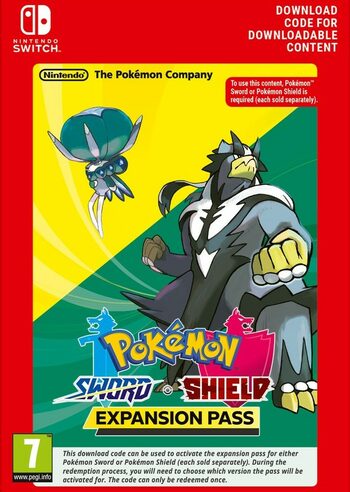 NINTENDO
SWITCH™
DOWNLOAD
CODE FOR
DOWNLOADABLE
CONTENT
Nintendo The Pokémon Company
To use this content, Pokémon™
Sword or Pokémon Shield is
required (each sold separately).
POKéMON
SWORD SHIELD
EXPANSION PASS
7
www.pegi.info
This download code can be used to activate the expansion pass for either
Pokémon Sword or Pokémon Shield (each sold separately). During the
redemption process, you will need to choose which version the pass will be
activated for. The code can only be redeemed once.